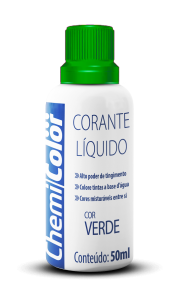 Chemicolor
CORANTE
LÍQUIDO
Alto poder de tingimento
Colore tintas a base d'água
Cores misturáveis entre si
COR
VERDE
Conteúdo: 50ml